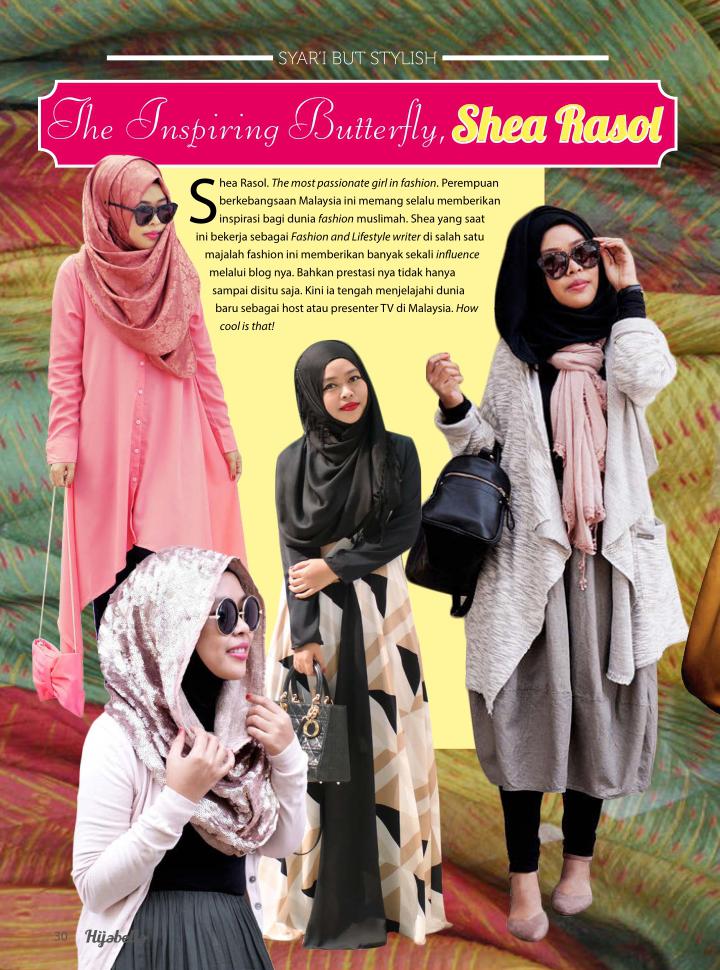 SYAR'I BUT STYLISH
The Inspiring Butterfly, Shea Rasol
Shea Rasol. The most passionate girl in fashion. Perempuan
berkebangsaan Malaysia ini memang selalu memberikan
inspirasi bagi dunia fashion muslimah. Shea yang saat
ini bekerja sebagai Fashion and Lifestyle writer di salah satu
majalah fashion ini memberikan banyak sekali influence
melalui blog nya. Bahkan prestasi nya tidak hanya
sampai disitu saja. Kini ia tengah menjelajahi dunia
baru sebagai host atau presenter TV di Malaysia. How
cool is that!
30